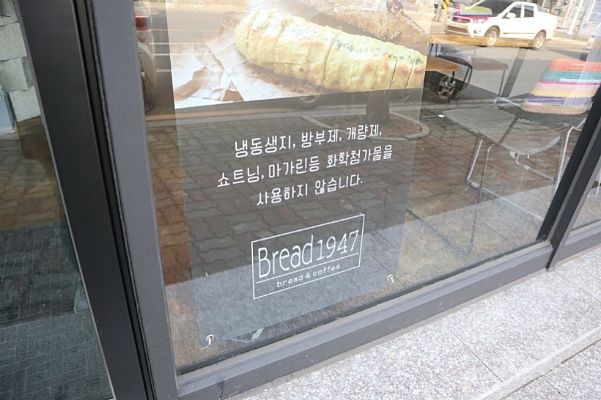 냉동생지, 방부제, 개량제,
쇼트닝, 마가린등 화학첨가물을
사용하지 않습니다.
Bread1947
bread & coffee